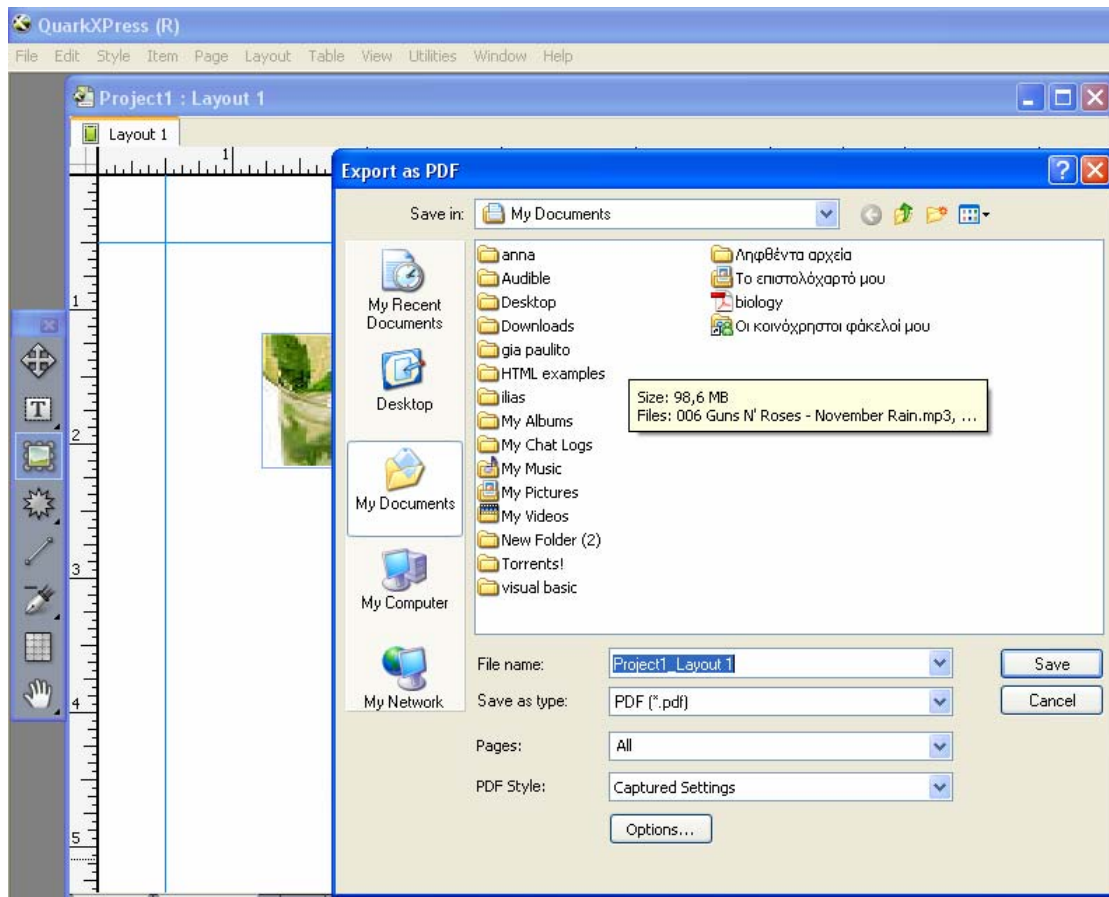 QuarkXPress (R)
File Edit Style Item Page Layout Table View Utilities Window Help
Project1 : Layout 1
Layout 1
1
Export as PDF
Save in: My Documents
My Recent Documents
Desktop
My Documents
My Computer
My Network
anna
Audible
Desktop
Downloads
gia paulito
HTML examples
ilias
My Albums
My Chat Logs
My Music
My Pictures
My Videos
New Folder (2)
Torrents!
visual basic
Ληφθέντα αρχεία
Το επιστολόχαρτό μου
biology
Οι κοινόχρηστοι φάκελοί μου
Size: 98,6 MB
Files: 006 Guns N' Roses - November Rain.mp3, ...
File name: Project1_Layout 1 Save
Save as type: PDF (*.pdf) Cancel
Pages: All
PDF Style: Captured Settings
Options...
1
2
3
4
5
T